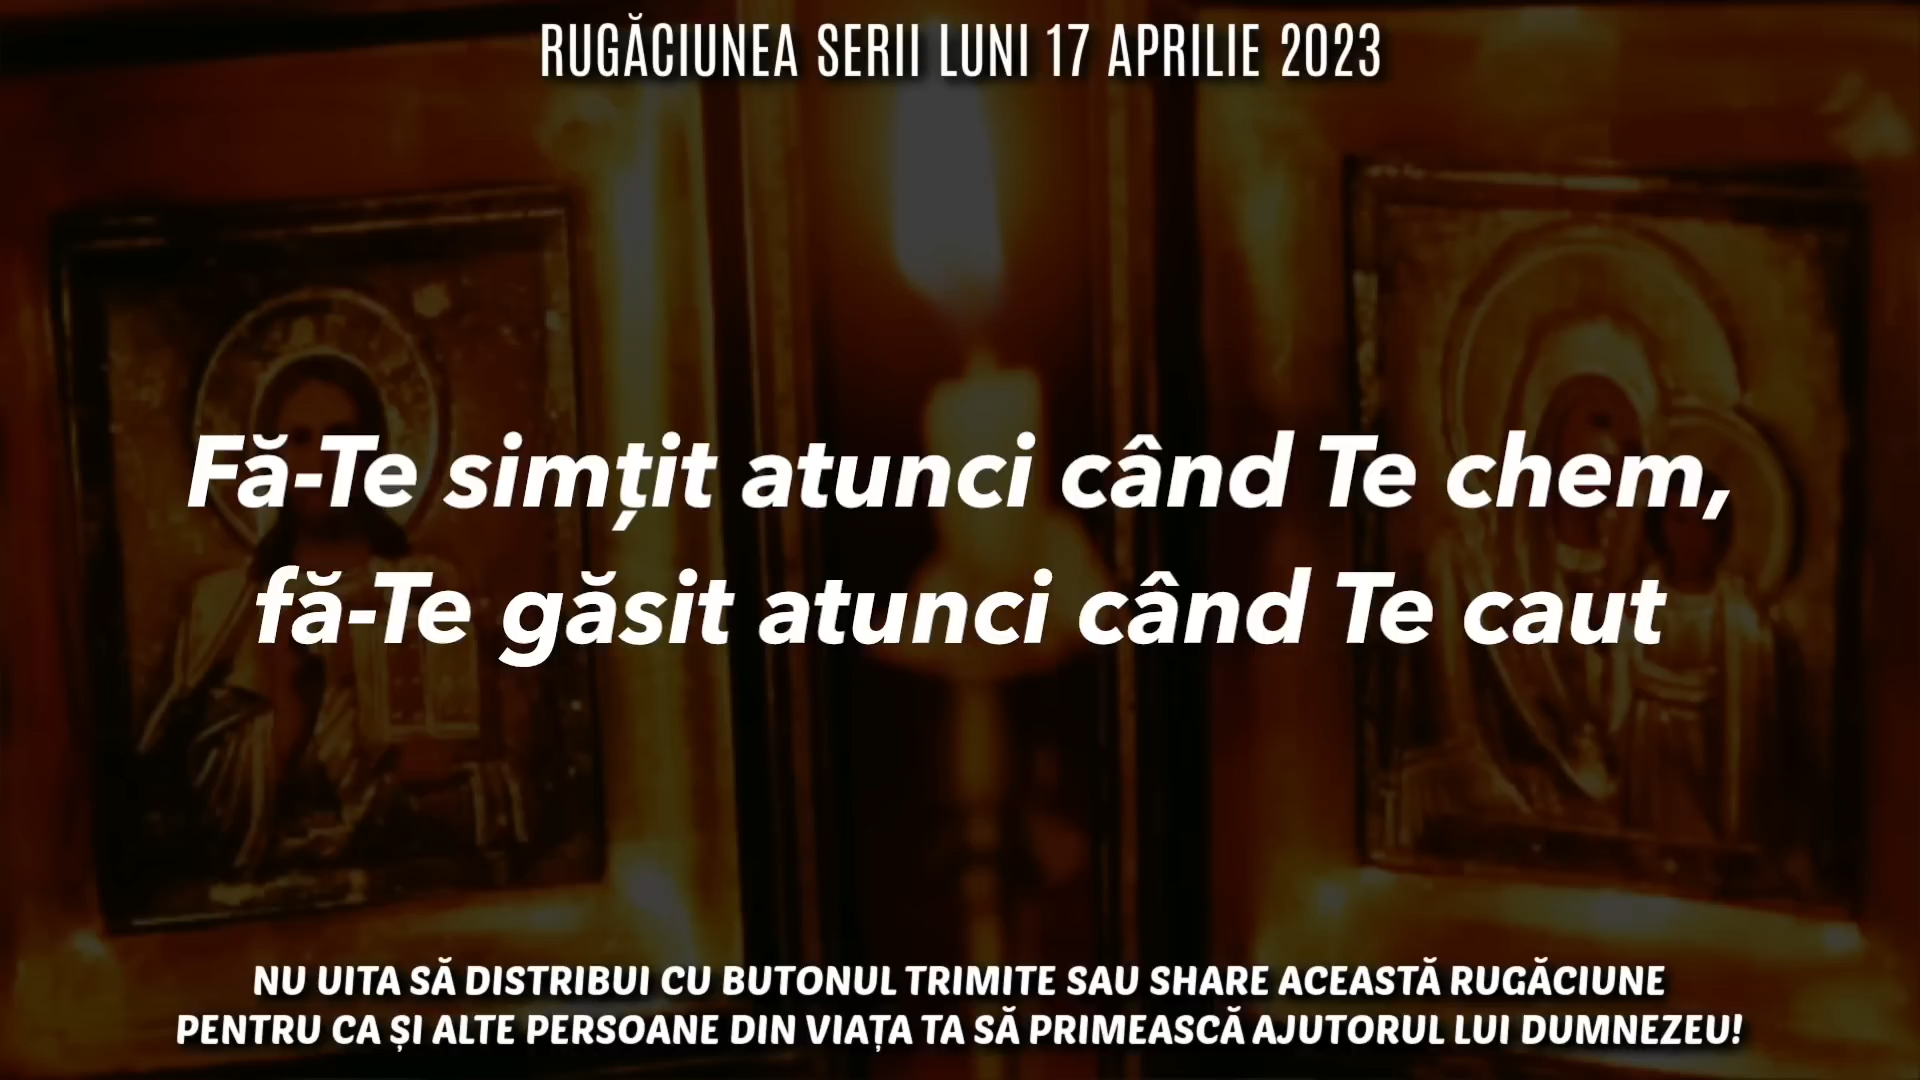 RUGĂCIUNEA SERII LUNI 17 APRILIE 2023
Fă-Te simțit atunci când Te chem,
fă-Te găsit atunci când Te caut
NU UITA SĂ DISTRIBUI CU BUTONUL TRIMITE SAU SHARE ACEASTĂ RUGĂCIUNE
PENTRU CA ȘI ALTE PERSOANE DIN VIAȚA TA SĂ PRIMEASCĂ AJUTORUL LUI DUMNEZEU!